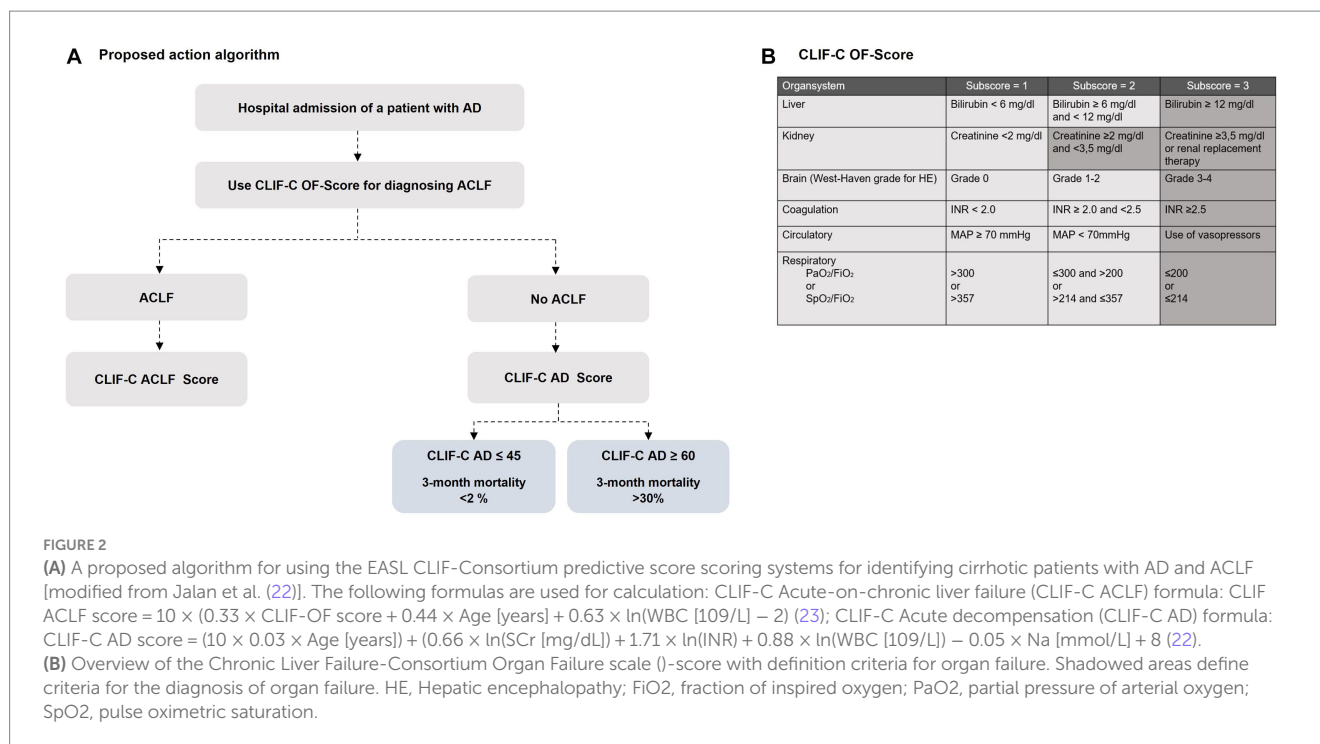 A Proposed action algorithm
Hospital admission of a patient with AD
Use CLIF-C OF-Score for diagnosing ACLF
ACLF
No ACLF
CLIF-C ACLF Score
CLIF-C AD Score
CLIF-C AD ≤ 45
3-month mortality
<2 %
CLIF-C AD ≥ 60
3-month mortality
>30%
B CLIF-C OF-Score
Organsystem Subscore = 1 Subscore = 2 Subscore = 3
Liver Bilirubin < 6 mg/dl Bilirubin ≥ 6 mg/dl Bilirubin ≥ 12 mg/dl
and < 12 mg/dl
Kidney Creatinine <2 mg/dl Creatinine ≥2 mg/dl Creatinine ≥3,5 mg/dl
and <3,5 mg/dl or renal replacement
therapy
Brain (West-Haven grade for HE) Grade 0 Grade 1-2 Grade 3-4
Coagulation INR < 2.0 INR ≥ 2.0 and <2.5 INR ≥2.5
Circulatory MAP ≥ 70 mmHg MAP < 70mmHg Use of vasopressors
Respiratory
PaO2/FiO2 >300 ≤300 and >200 ≤200
or or or or
SpO2/FiO2 >357 >214 and ≤357 ≤214
FIGURE 2
(A) A proposed algorithm for using the EASL CLIF-Consortium predictive score scoring systems for identifying cirrhotic patients with AD and ACLF
[modified from Jalan et al. (22)]. The following formulas are used for calculation: CLIF-C Acute-on-chronic liver failure (CLIF-C ACLF) formula: CLIF
ACLF score = 10 × (0.33 × CLIF-OF score + 0.44 × Age [years] + 0.63 × ln(WBC [109/L] − 2) (23); CLIF-C Acute decompensation (CLIF-C AD) formula:
CLIF-C AD score = (10 × 0.03 × Age [years]) + (0.66 × ln(SCr [mg/dL]) + 1.71 × ln(INR) + 0.88 × ln(WBC [109/L]) − 0.05 × Na [mmol/L] + 8 (22).
(B) Overview of the Chronic Liver Failure-Consortium Organ Failure scale ()-score with definition criteria for organ failure. Shadowed areas define
criteria for the diagnosis of organ failure. HE, Hepatic encephalopathy; FiO2, fraction of inspired oxygen; PaO2, partial pressure of arterial oxygen;
SpO2, pulse oximetric saturation.